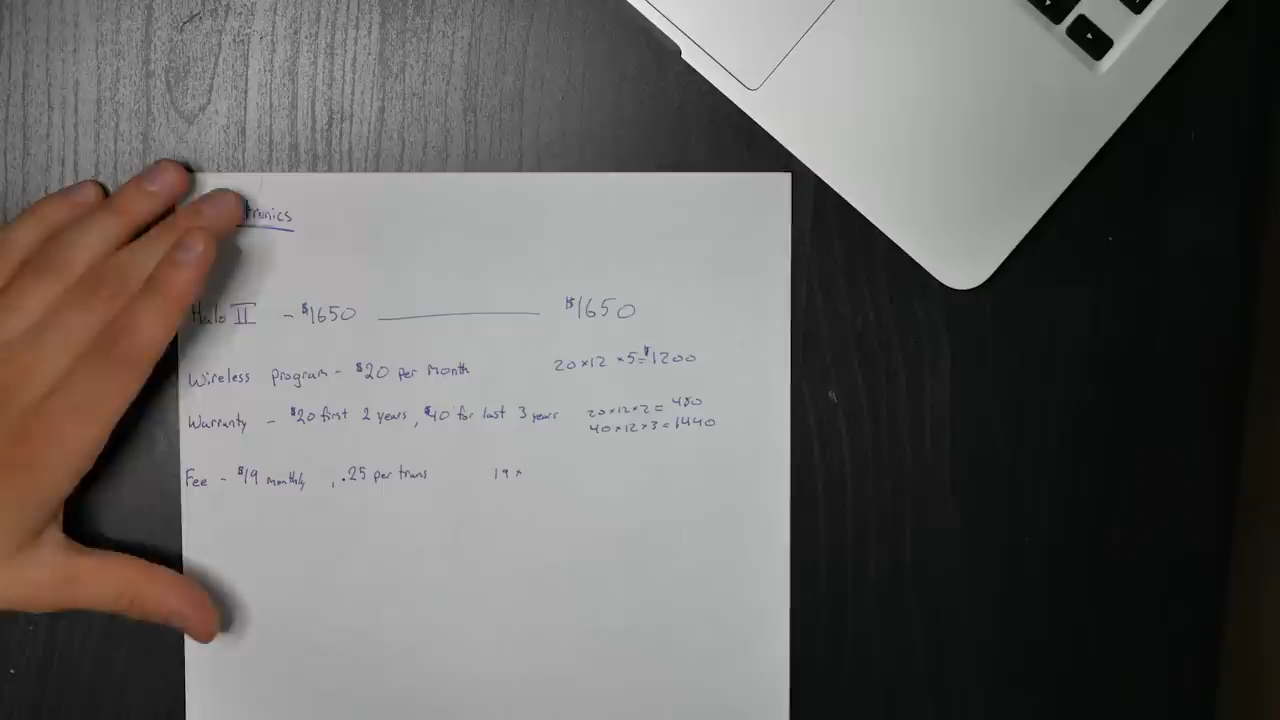 tronics
Halo II - $1650 $1650
Wireless program - $20 per month 20×12×5=$1200
Warranty - $20 first 2 years, $40 for last 3 years 20×12×2=480
40×12×3=1440
Fee - $19 monthly , .25 per trans 19×